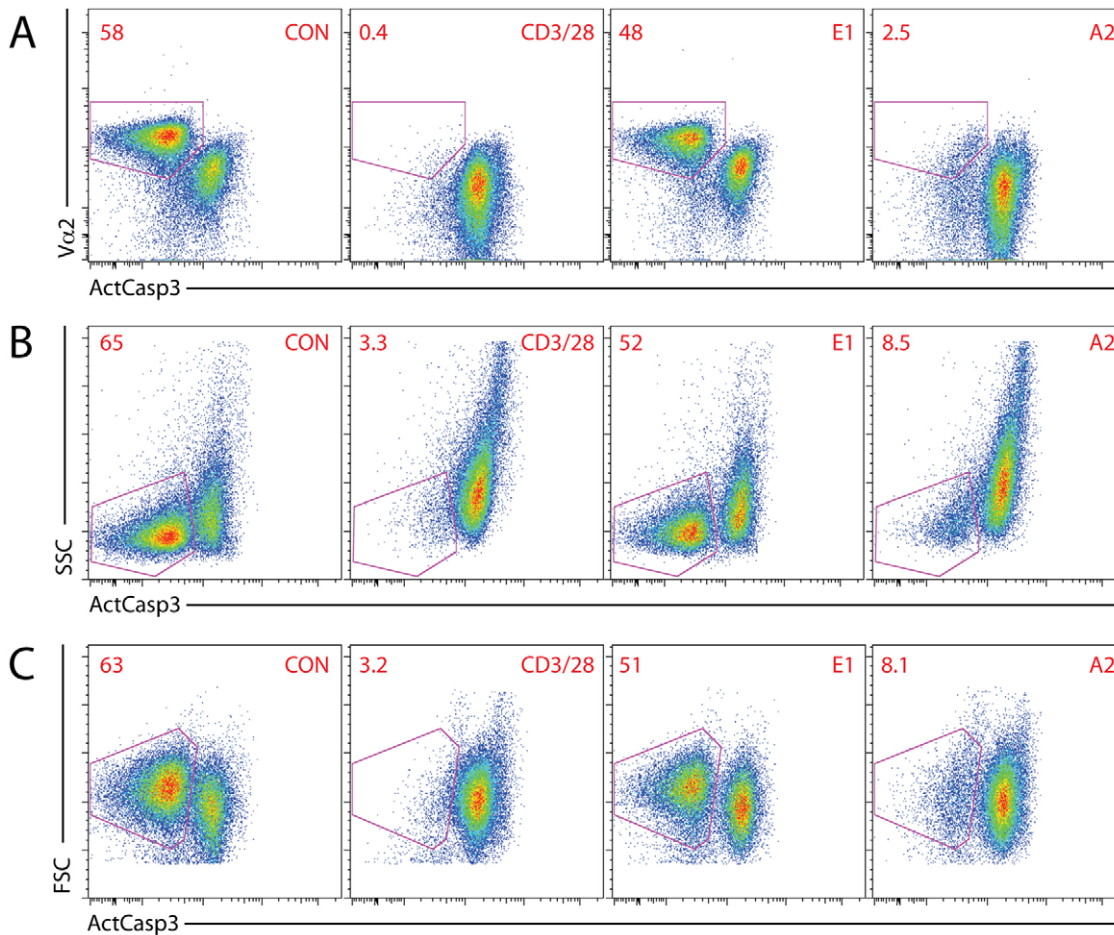 A
58 CON 0.4 CD3/28 48 E1 2.5 A2
Vα2
ActCasp3
B
65 CON 3.3 CD3/28 52 E1 8.5 A2
SSC
ActCasp3
C
63 CON 3.2 CD3/28 51 E1 8.1 A2
FSC
ActCasp3